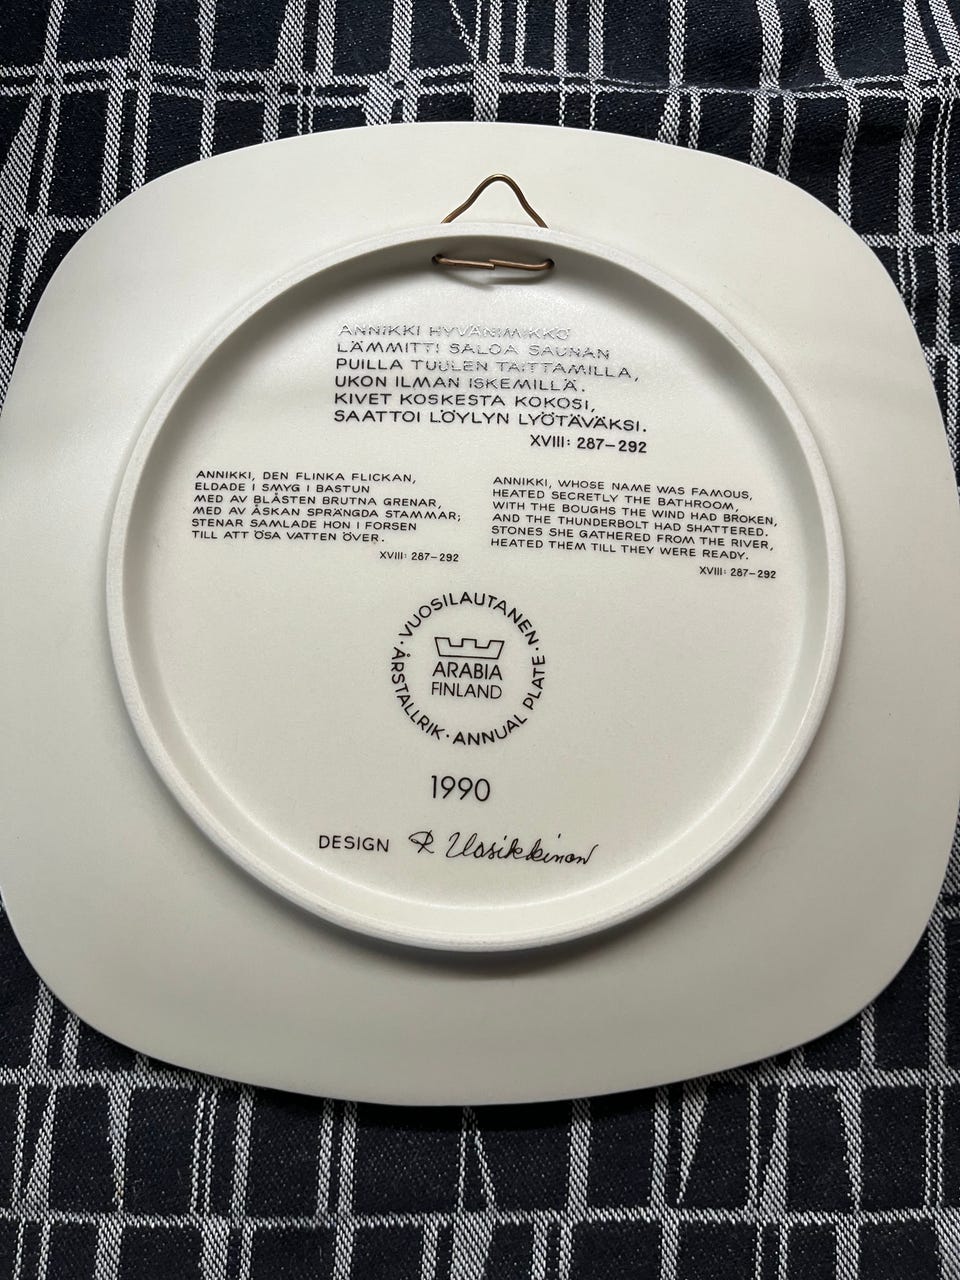 ANNIKKI HYVÄNIMIKKO
LÄMMITTI SALOA SAUNAN
PUILLA TUULEN TAITTAMILLA,
UKON ILMAN ISKEMILLÄ.
KIVET KOSKESTA KOKOSI,
SAATTOI LÖYLYN LYÖTÄVÄKSI.
XVIII: 287–292
ANNIKKI, DEN FLINKA FLICKAN,
ELDADE I SMYG I BASTUN
MED AV BLÅSTEN BRUTNA GRENAR,
MED AV ÅSKAN SPRÄNGDA STAMMAR;
STENAR SAMLADE HON I FORSEN
TILL ATT ÖSA VATTEN ÖVER.
XVIII: 287–292
ANNIKKI, WHOSE NAME WAS FAMOUS,
HEATED SECRETLY THE BATHROOM,
WITH THE BOUGHS THE WIND HAD BROKEN,
AND THE THUNDERBOLT HAD SHATTERED.
STONES SHE GATHERED FROM THE RIVER,
HEATED THEM TILL THEY WERE READY.
XVIII: 287–292
· VUOSILAUTANEN ·
ARABIA
FINLAND
ÅRSTALLRIK · ANNUAL PLATE
1990
DESIGN R. Uosikkinen